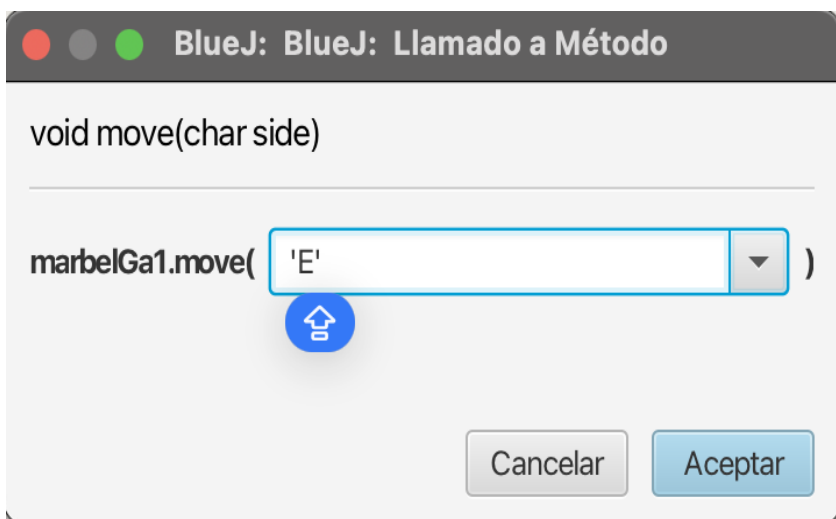 BlueJ: BlueJ: Llamado a Método
void move(char side)
marbelGa1.move( 'E' )
Cancelar Aceptar